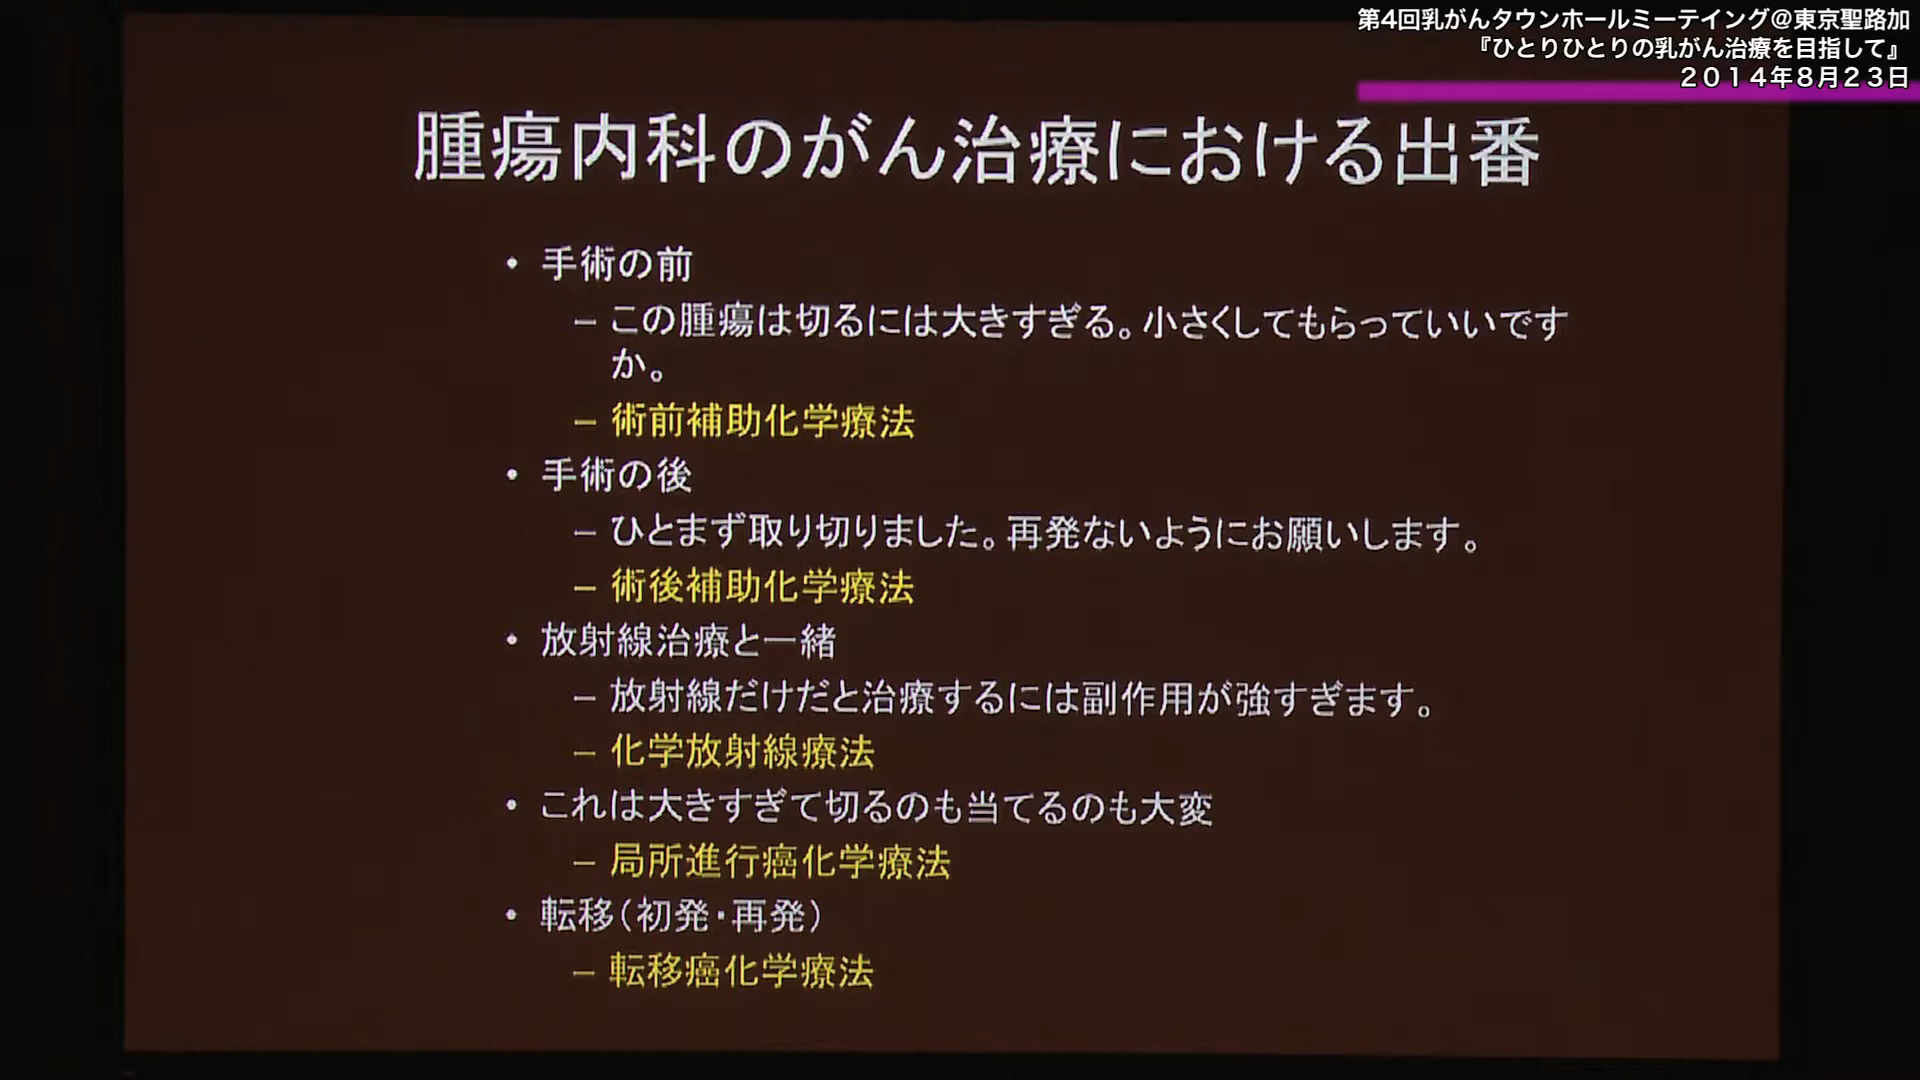 第4回乳がんタウンホールミーテイング＠東京聖路加
『ひとりひとりの乳がん治療を目指して』
２０１４年８月２３日
腫瘍内科のがん治療における出番
• 手術の前
– この腫瘍は切るには大きすぎる。小さくしてもらっていいです
か。
– 術前補助化学療法
• 手術の後
– ひとまず取り切りました。再発ないようにお願いします。
– 術後補助化学療法
• 放射線治療と一緒
– 放射線だけだと治療するには副作用が強すぎます。
– 化学放射線療法
• これは大きすぎて切るのも当てるのも大変
– 局所進行癌化学療法
• 転移（初発・再発）
– 転移癌化学療法